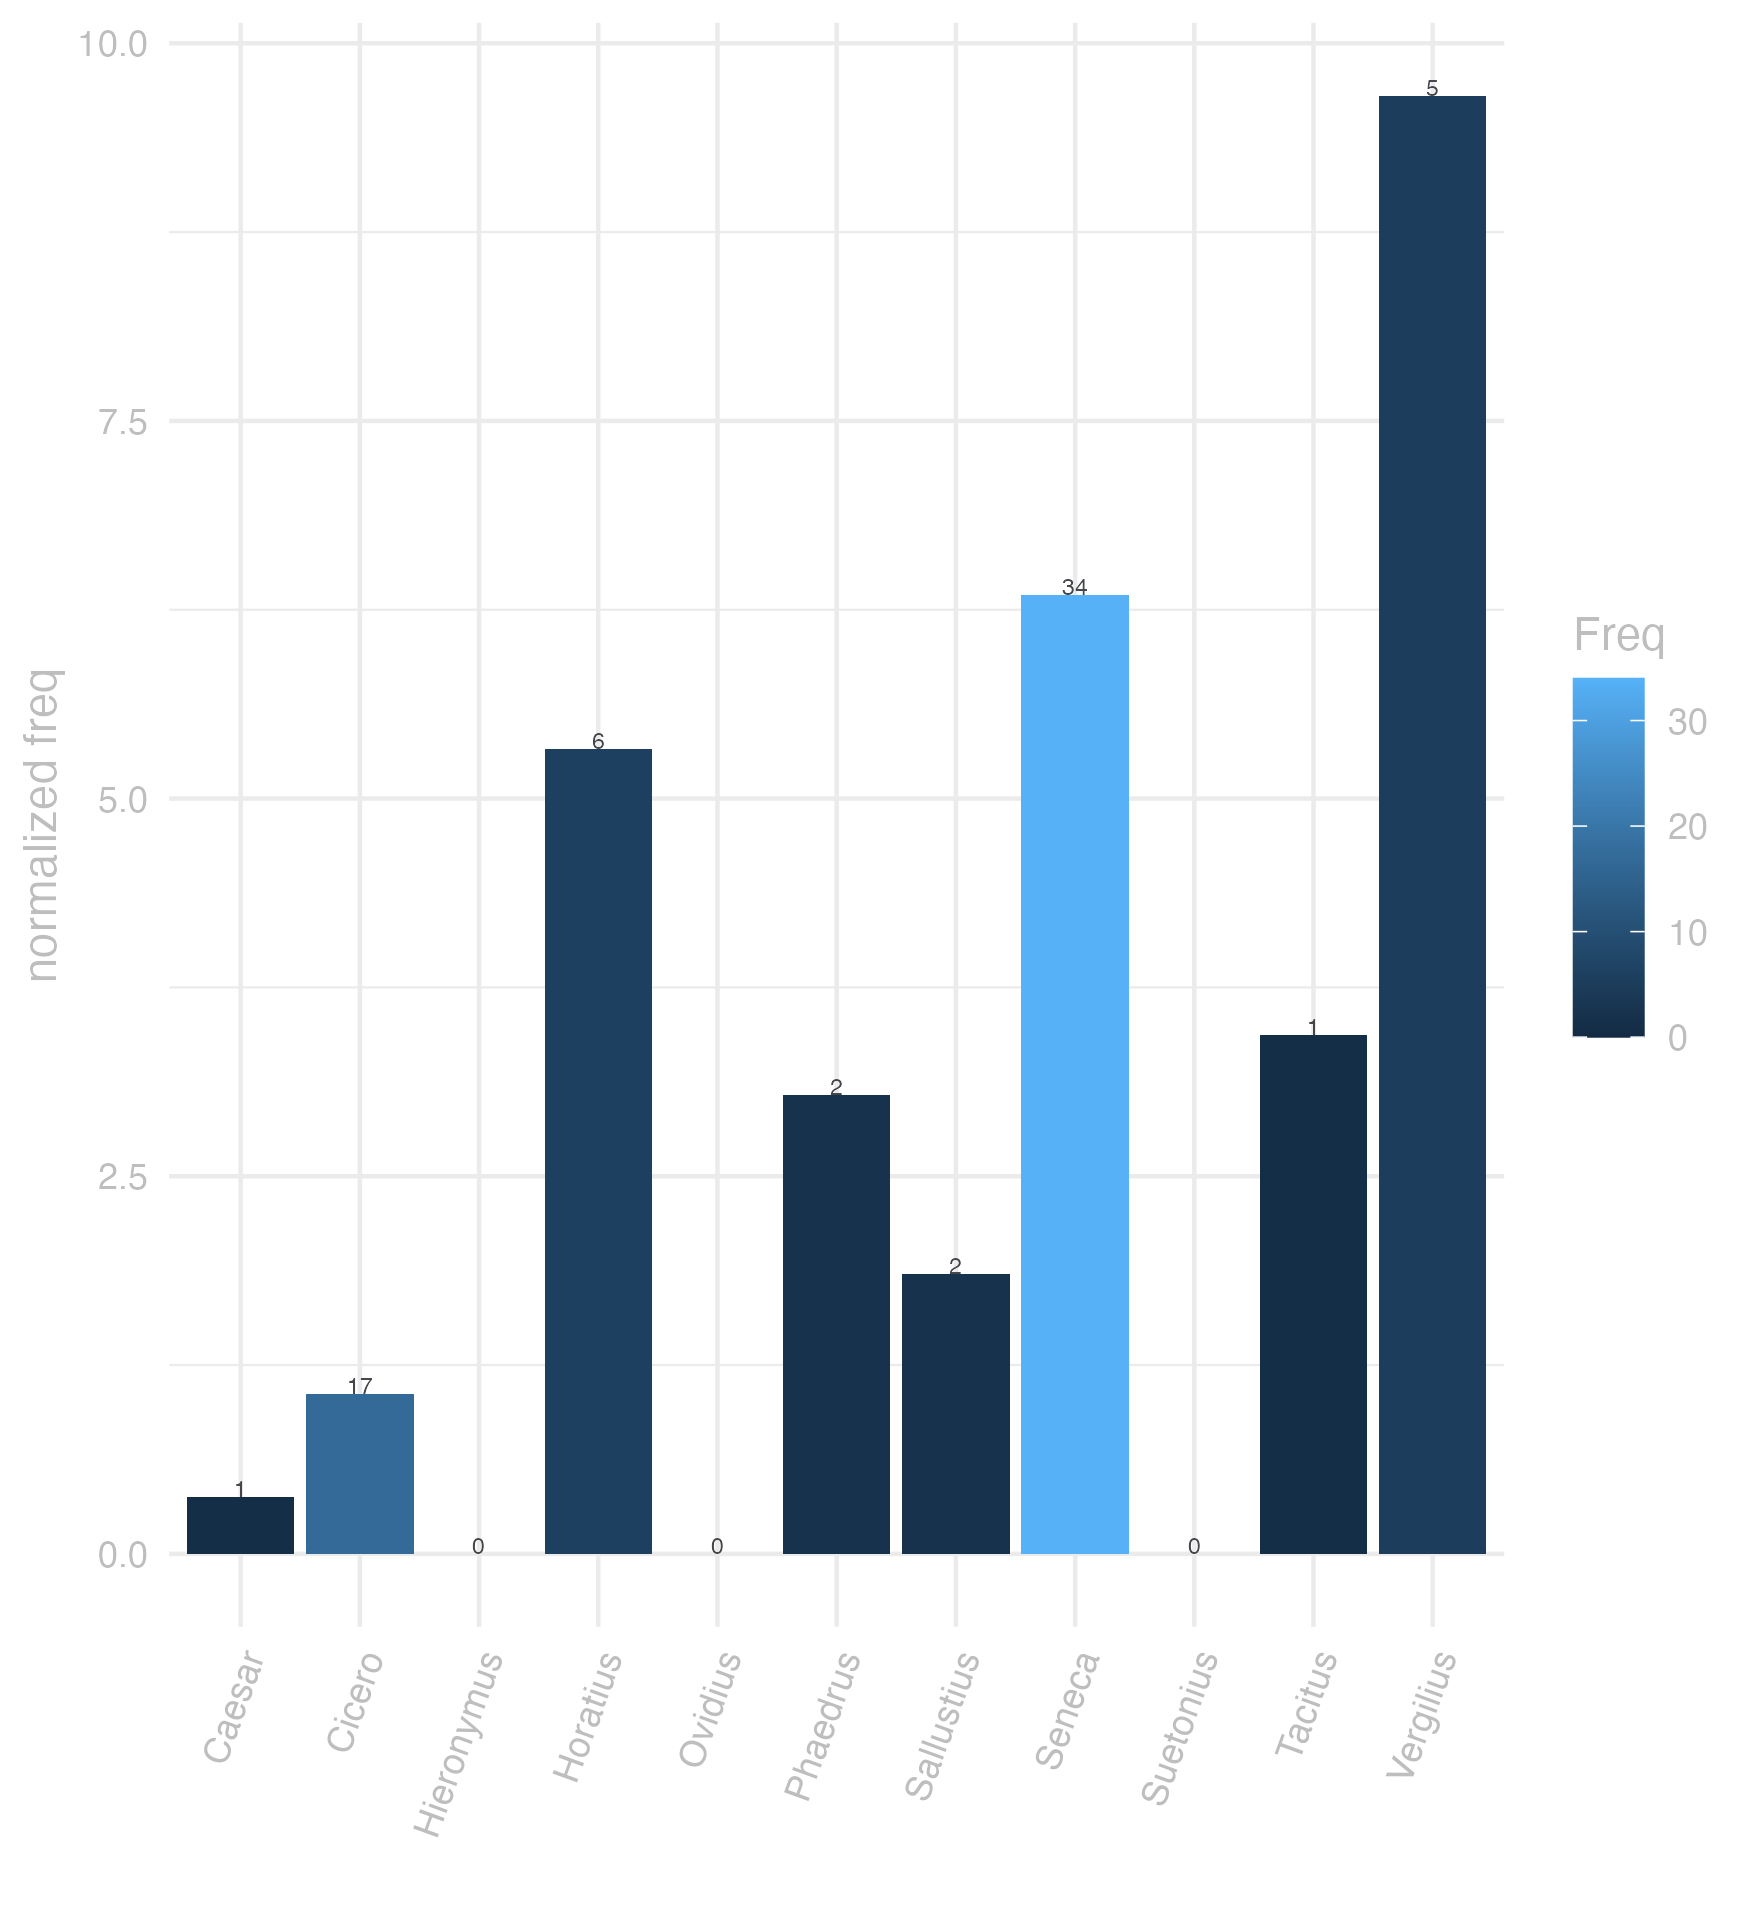 10.0
7.5
5.0
2.5
0.0
normalized freq
1
17
0
6
0
2
2
34
0
1
5
Caesar
Cicero
Hieronymus
Horatius
Ovidius
Phaedrus
Sallustius
Seneca
Suetonius
Tacitus
Vergilius
Freq
30
20
10
0